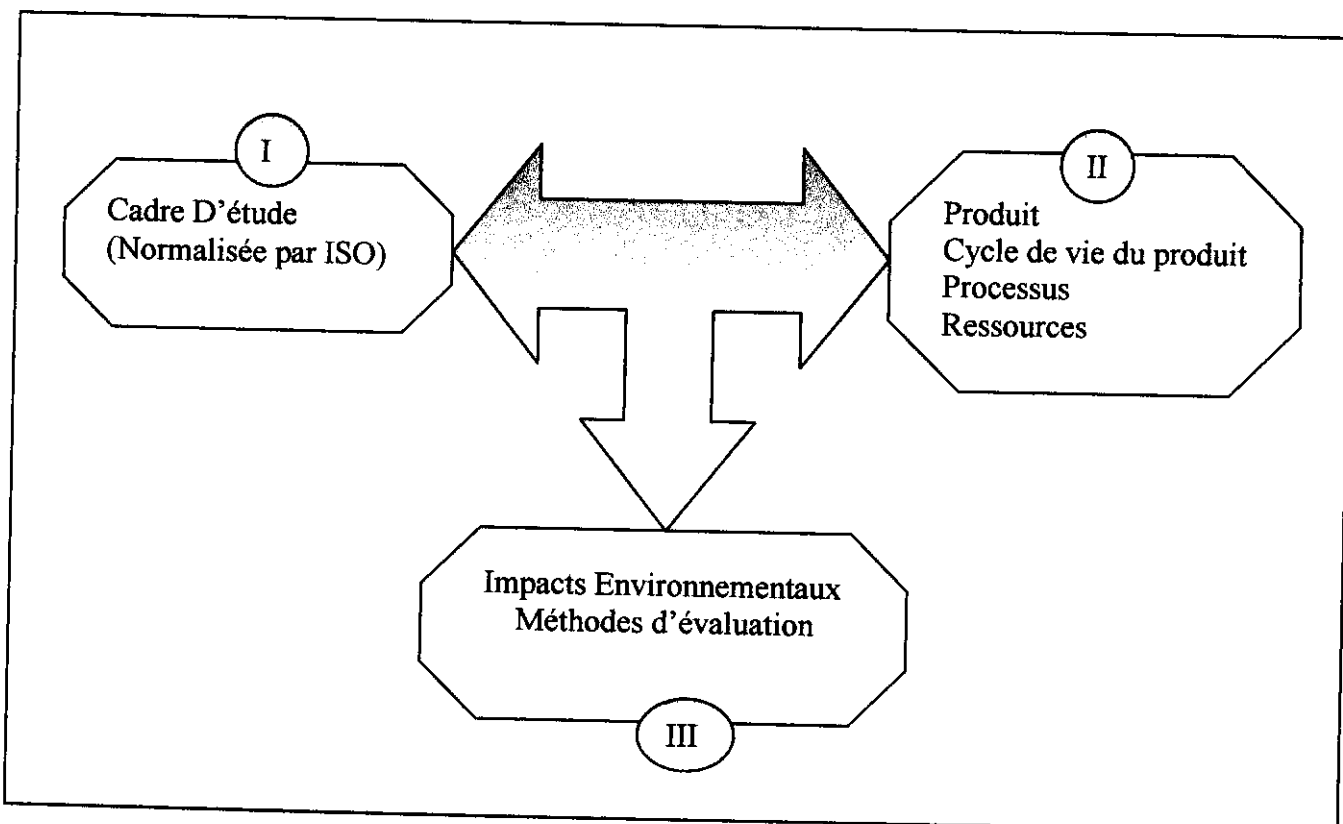 I
Cadre D'étude
(Normalisée par ISO)
II
Produit
Cycle de vie du produit
Processus
Ressources
Impacts Environnementaux
Méthodes d'évaluation
III